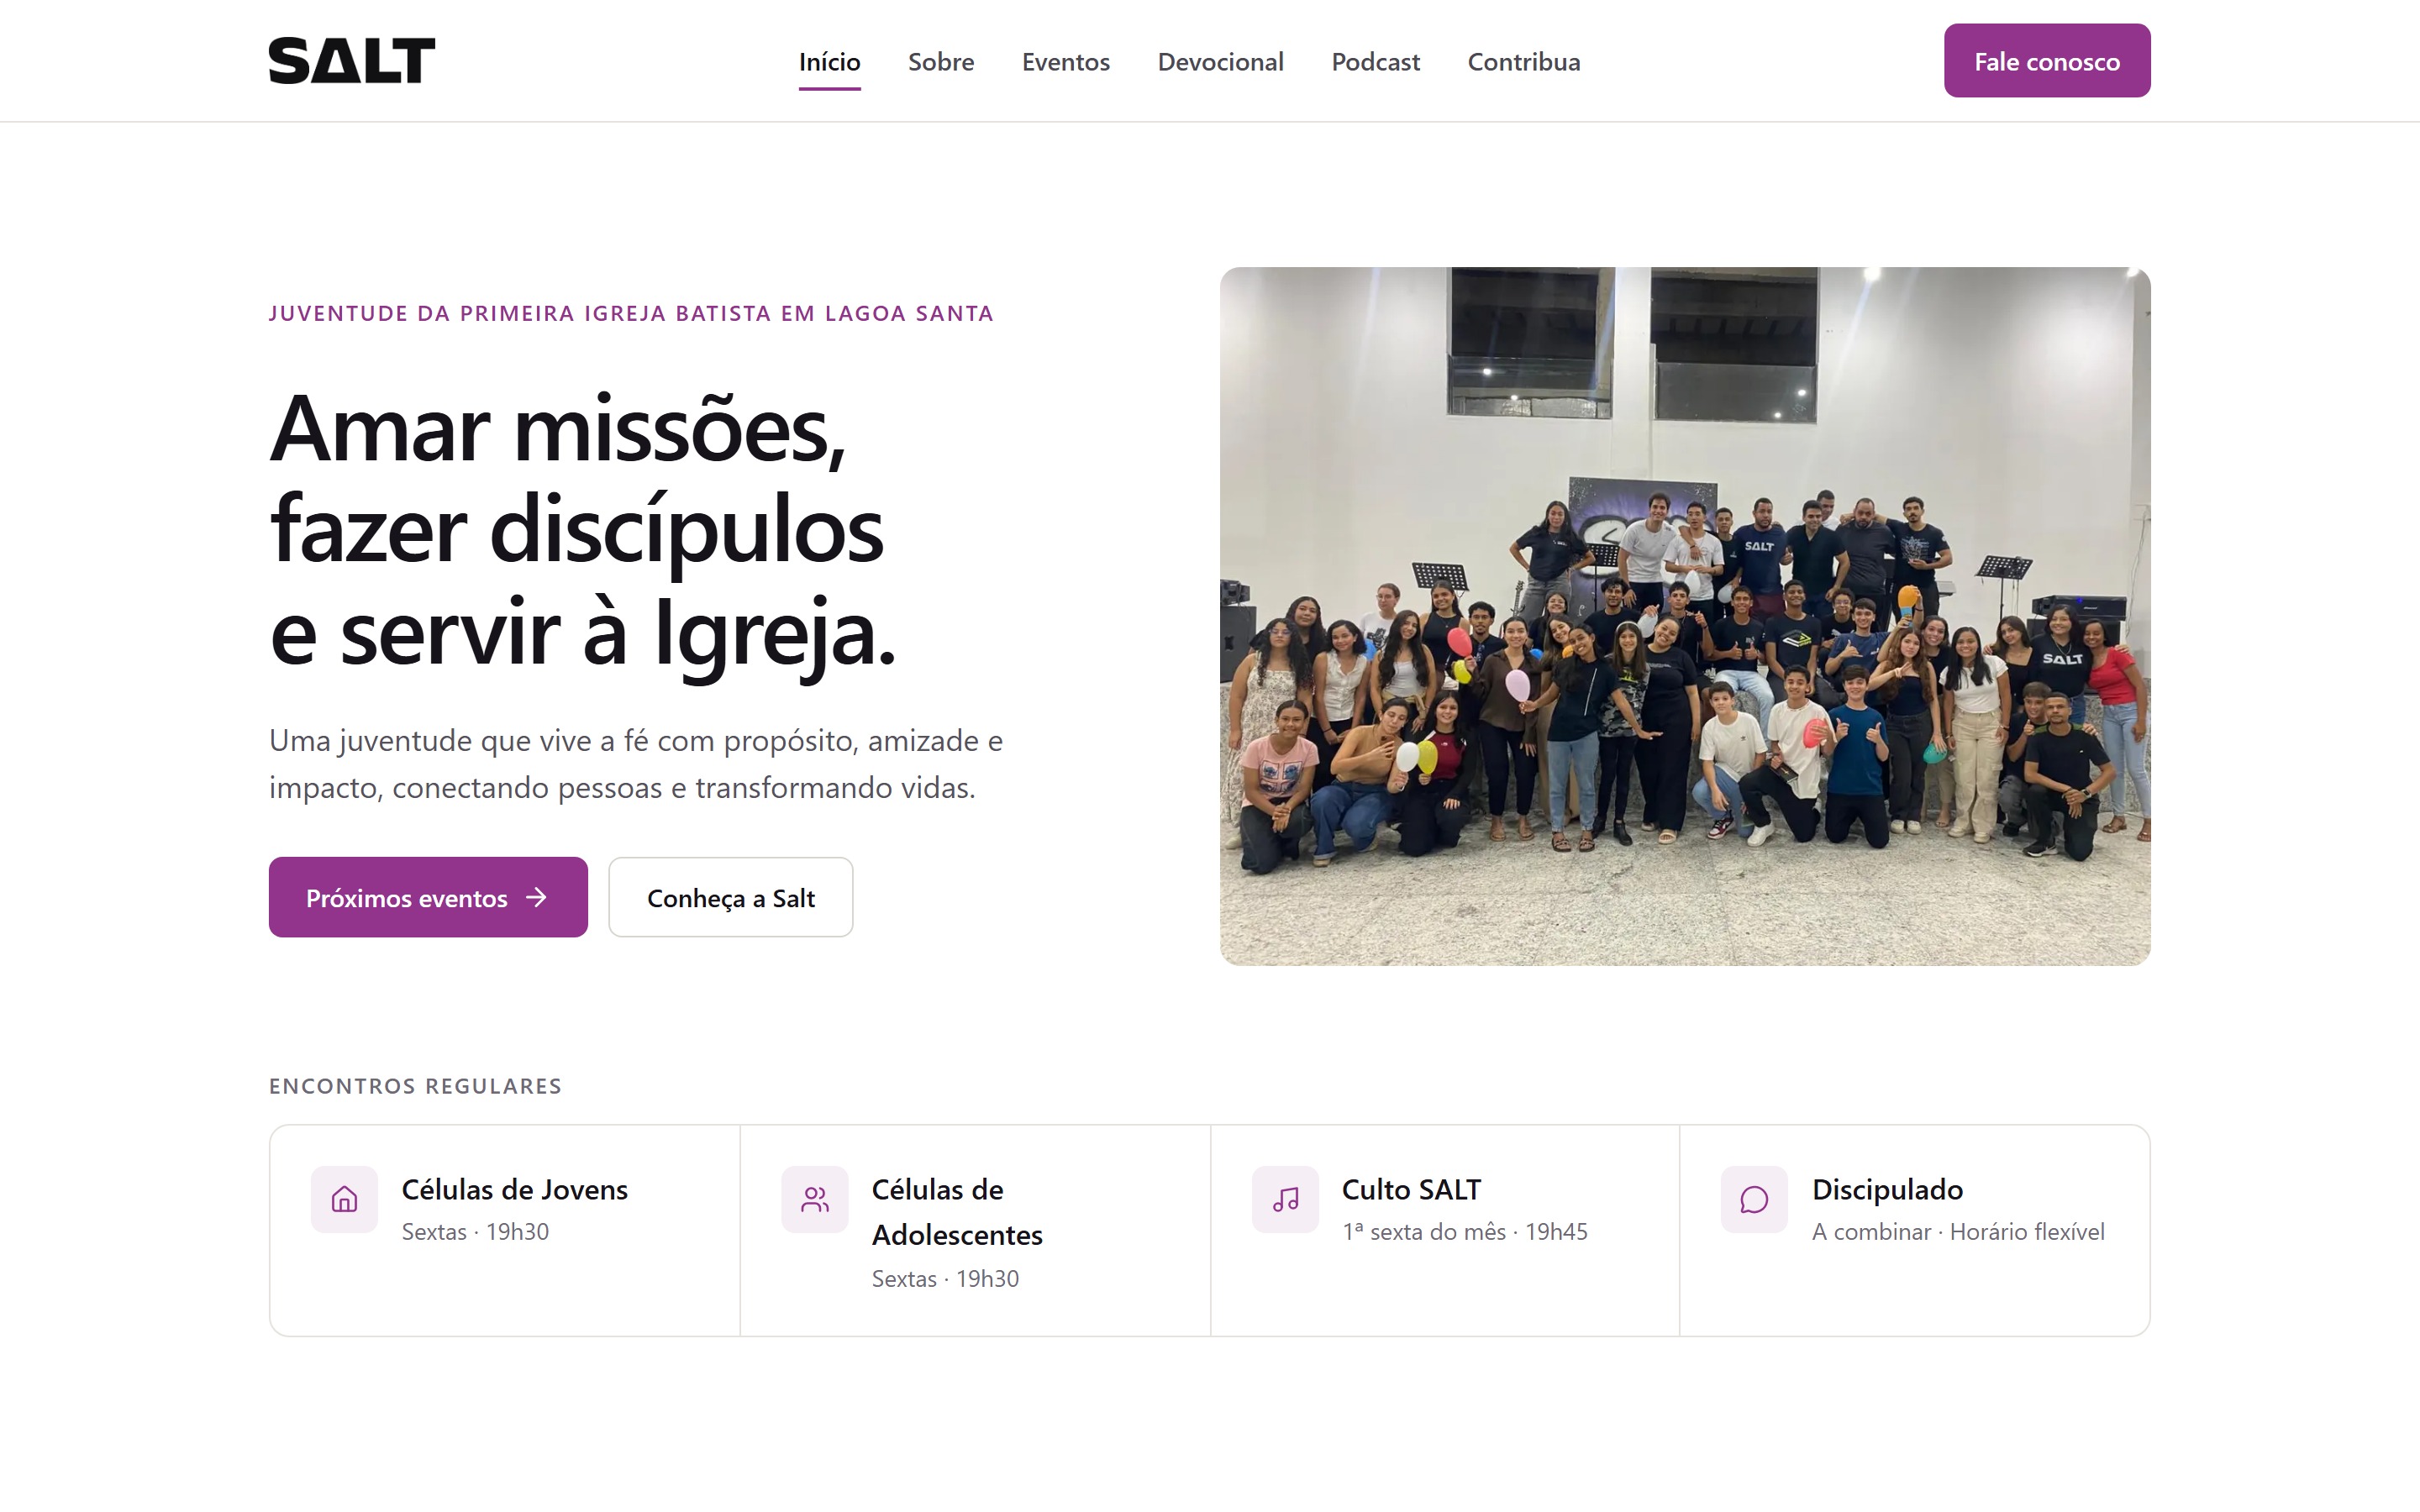 SALT
Início Sobre Eventos Devocional Podcast Contribua
Fale conosco
JUVENTUDE DA PRIMEIRA IGREJA BATISTA EM LAGOA SANTA
Amar missões,
fazer discípulos
e servir à Igreja.
Uma juventude que vive a fé com propósito, amizade e
impacto, conectando pessoas e transformando vidas.
Próximos eventos →
Conheça a Salt
SALT
SALT
ENCONTROS REGULARES
Células de Jovens
Sextas · 19h30
Células de
Adolescentes
Sextas · 19h30
Culto SALT
1ª sexta do mês · 19h45
Discipulado
A combinar · Horário flexível